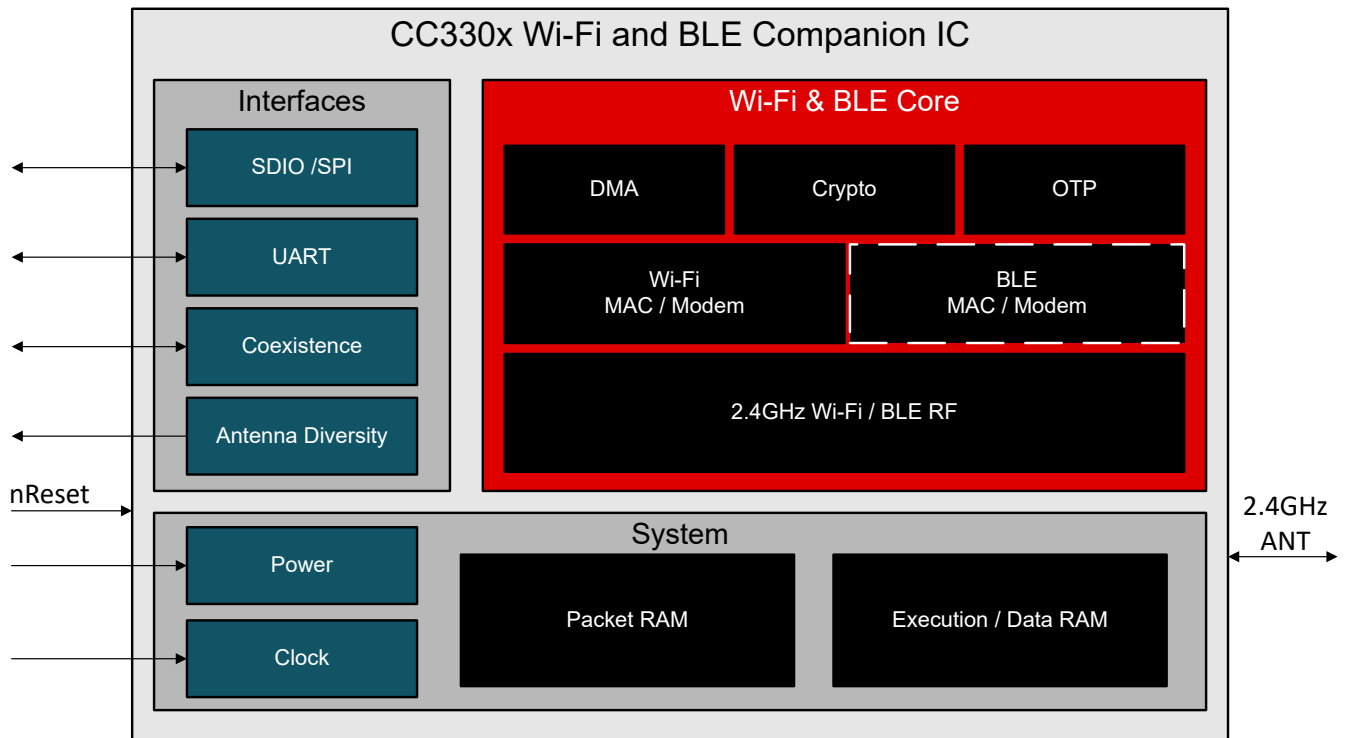 CC330x Wi-Fi and BLE Companion IC
Interfaces
SDIO /SPI
UART
Coexistence
Antenna Diversity
Wi-Fi & BLE Core
DMA
Crypto
OTP
Wi-Fi
MAC / Modem
BLE
MAC / Modem
2.4GHz Wi-Fi / BLE RF
nReset
System
Power
Clock
Packet RAM
Execution / Data RAM
2.4GHz
ANT